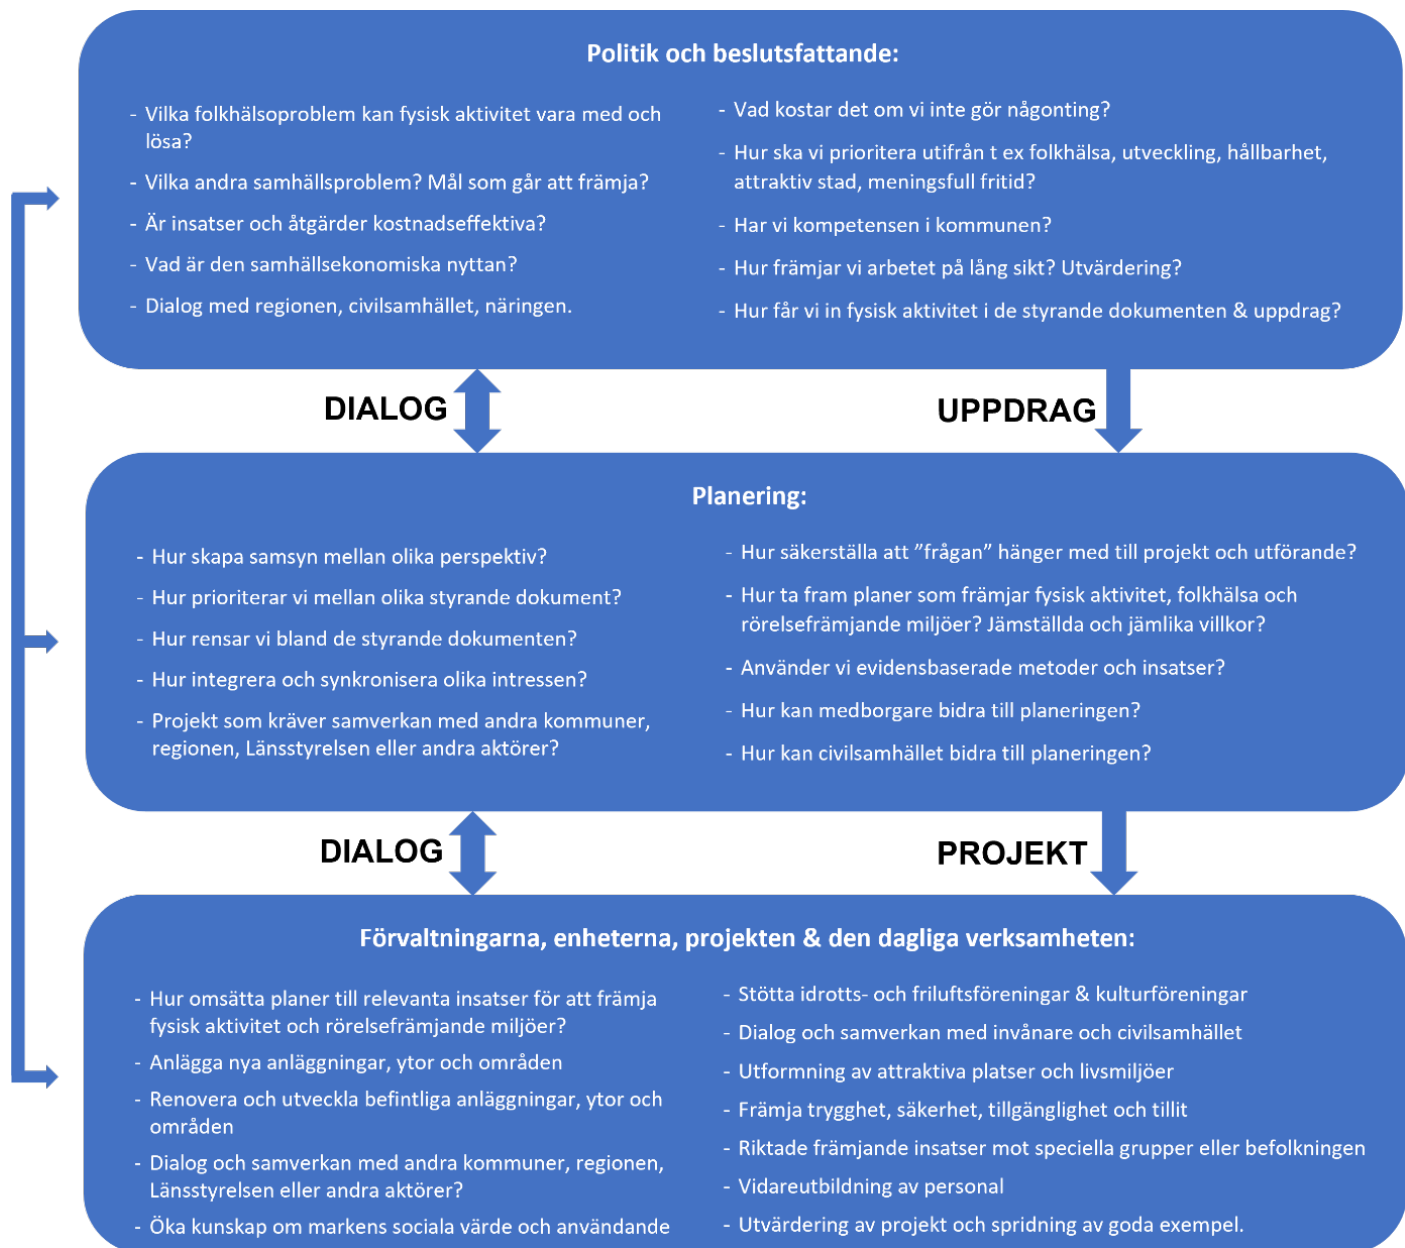 Politik och beslutsfattande:
- Vilka folkhälsoproblem kan fysisk aktivitet vara med och
lösa?
- Vilka andra samhällsproblem? Mål som går att främja?
- Är insatser och åtgärder kostnadseffektiva?
- Vad är den samhällsekonomiska nyttan?
- Dialog med regionen, civilsamhället, näringen.
- Vad kostar det om vi inte gör någonting?
- Hur ska vi prioritera utifrån t ex folkhälsa, utveckling, hållbarhet,
attraktiv stad, meningsfull fritid?
- Har vi kompetensen i kommunen?
- Hur främjar vi arbetet på lång sikt? Utvärdering?
- Hur får vi in fysisk aktivitet i de styrande dokumenten & uppdrag?
DIALOG
UPPDRAG
Planering:
- Hur skapa samsyn mellan olika perspektiv?
- Hur prioriterar vi mellan olika styrande dokument?
- Hur rensar vi bland de styrande dokumenten?
- Hur integrera och synkronisera olika intressen?
- Projekt som kräver samverkan med andra kommuner,
regionen, Länsstyrelsen eller andra aktörer?
- Hur säkerställa att ”frågan” hänger med till projekt och utförande?
- Hur ta fram planer som främjar fysisk aktivitet, folkhälsa och
rörelsefrämjande miljöer? Jämställda och jämlika villkor?
- Använder vi evidensbaserade metoder och insatser?
- Hur kan medborgare bidra till planeringen?
- Hur kan civilsamhället bidra till planeringen?
DIALOG
PROJEKT
Förvaltningarna, enheterna, projekten & den dagliga verksamheten:
- Hur omsätta planer till relevanta insatser för att främja
fysisk aktivitet och rörelsefrämjande miljöer?
- Anlägga nya anläggningar, ytor och områden
- Renovera och utveckla befintliga anläggningar, ytor och
områden
- Dialog och samverkan med andra kommuner, regionen,
Länsstyrelsen eller andra aktörer?
- Öka kunskap om markens sociala värde och användande
- Stötta idrotts- och friluftsföreningar & kulturföreningar
- Dialog och samverkan med invånare och civilsamhället
- Utformning av attraktiva platser och livsmiljöer
- Främja trygghet, säkerhet, tillgänglighet och tillit
- Riktade främjande insatser mot speciella grupper eller befolkningen
- Vidareutbildning av personal
- Utvärdering av projekt och spridning av goda exempel.